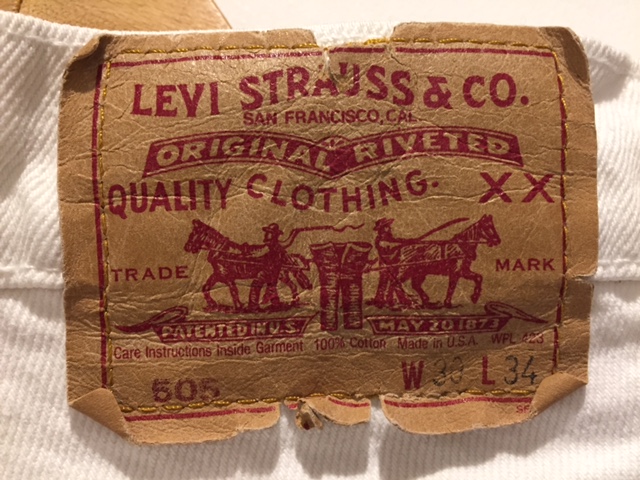 LEVI STRAUSS & CO.
SAN FRANCISCO, CAL
ORIGINAL RIVETED
QUALITY CLOTHING. XX
TRADE MARK
PATENTED IN U.S. MAY 20 1873
Care Instructions Inside Garment 100% Cotton Made in U.S.A. WPL 423
505 W 38 L 34